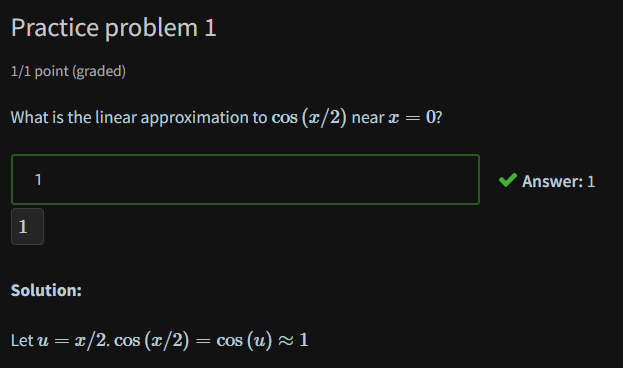 Practice problem 1
1/1 point (graded)
What is the linear approximation to cos (x/2) near x = 0?
1
Answer: 1
1
Solution:
Let u = x/2. cos (x/2) = cos (u) ≈ 1